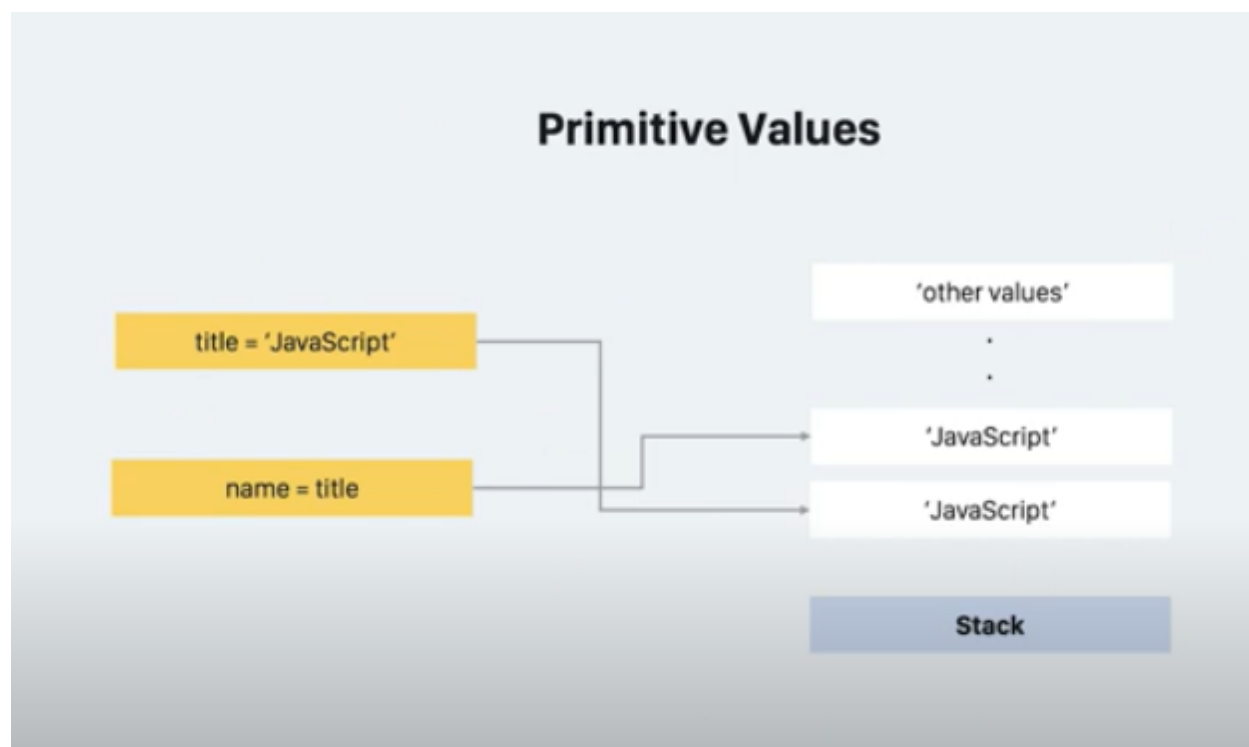 Primitive Values
title = ‘JavaScript’
name = title
‘other values’
.
.
‘JavaScript’
‘JavaScript’
Stack